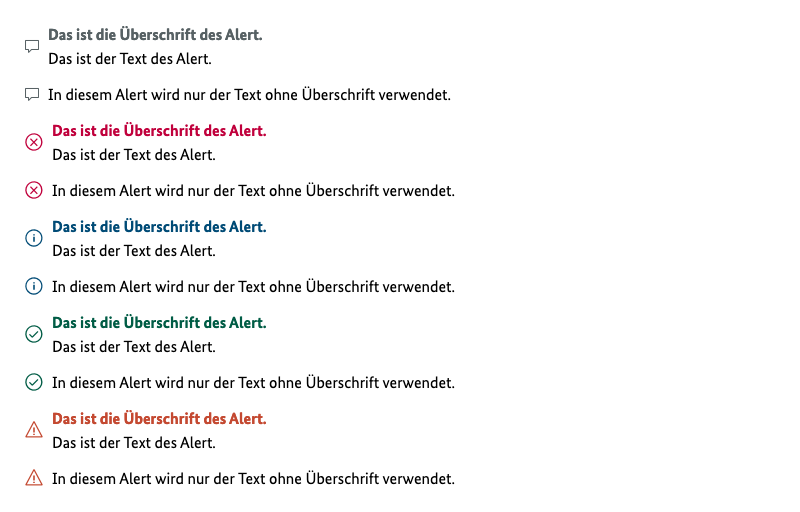 Das ist die Überschrift des Alert.
Das ist der Text des Alert.
In diesem Alert wird nur der Text ohne Überschrift verwendet.
Das ist die Überschrift des Alert.
Das ist der Text des Alert.
In diesem Alert wird nur der Text ohne Überschrift verwendet.
Das ist die Überschrift des Alert.
Das ist der Text des Alert.
In diesem Alert wird nur der Text ohne Überschrift verwendet.
Das ist die Überschrift des Alert.
Das ist der Text des Alert.
In diesem Alert wird nur der Text ohne Überschrift verwendet.
Das ist die Überschrift des Alert.
Das ist der Text des Alert.
In diesem Alert wird nur der Text ohne Überschrift verwendet.